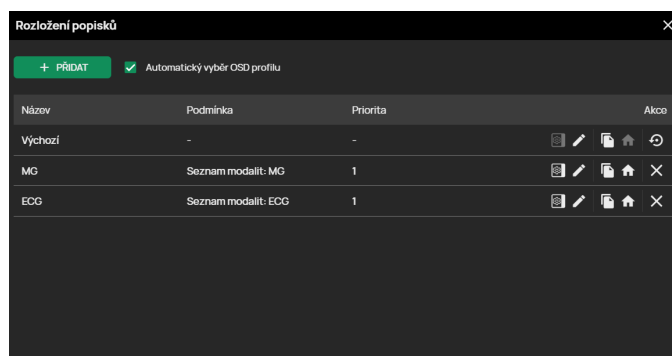 Rozložení popisků
+ PŘIDAT
Automatický vyběr OSD profilu
Název Podmínka Priorita Akce
Výchozí - -
MG Seznam modalit: MG 1
ECG Seznam modalit: ECG 1